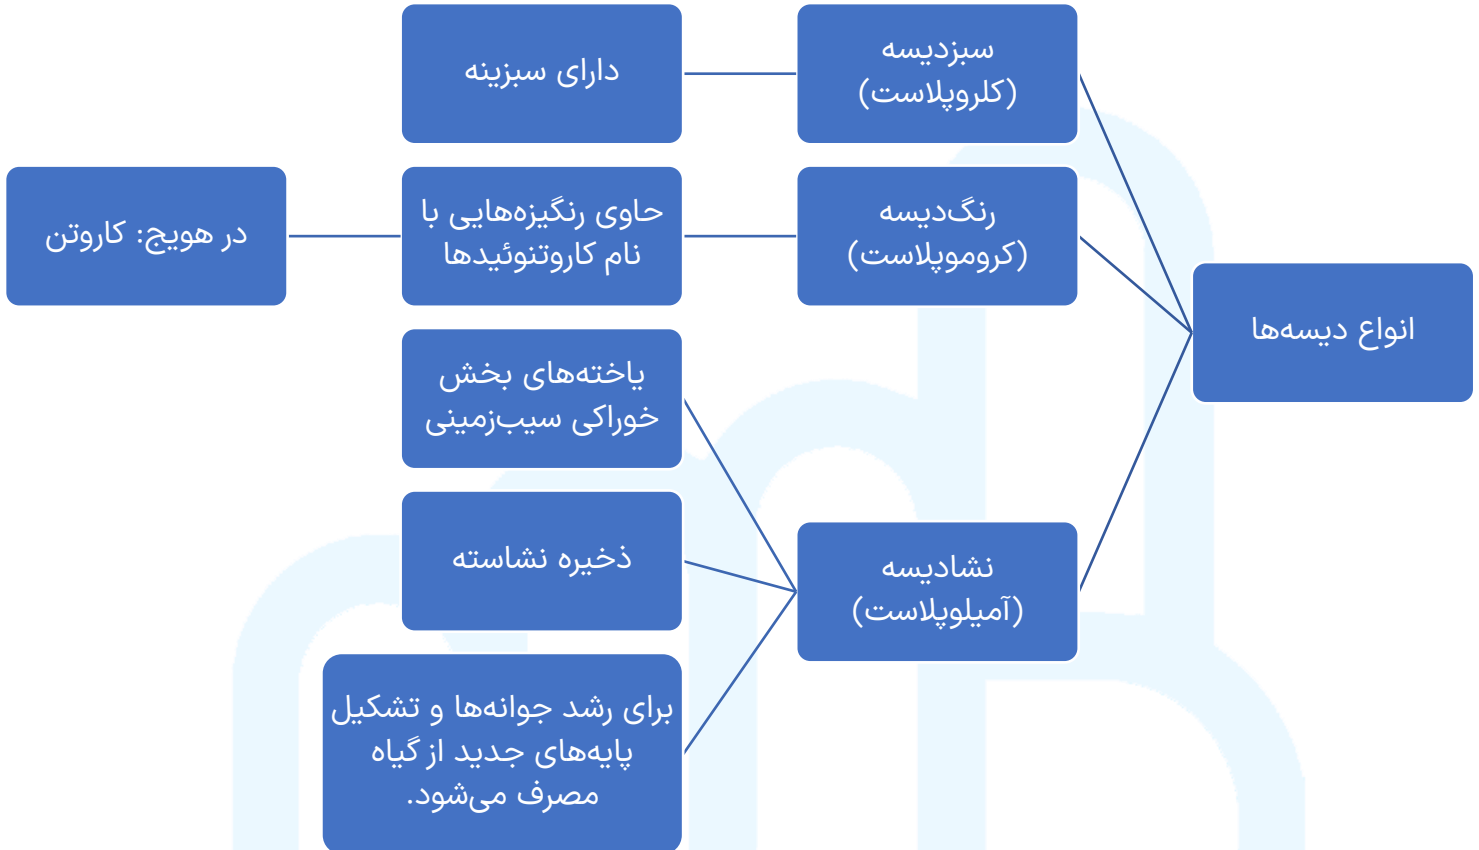 انواع دیسه‌ها
سبزدیسه
(کلروپلاست)
دارای سبزینه
رنگ‌دیسه
(کروموپلاست)
حاوی رنگیزه‌هایی با
نام کاروتنوئیدها
در هویج: کاروتن
نشادیسه
(آمیلوپلاست)
یاخته‌های بخش
خوراکی سیب‌زمینی
ذخیره نشاسته
برای رشد جوانه‌ها و تشکیل
پایه‌های جدید از گیاه
مصرف می‌شود.